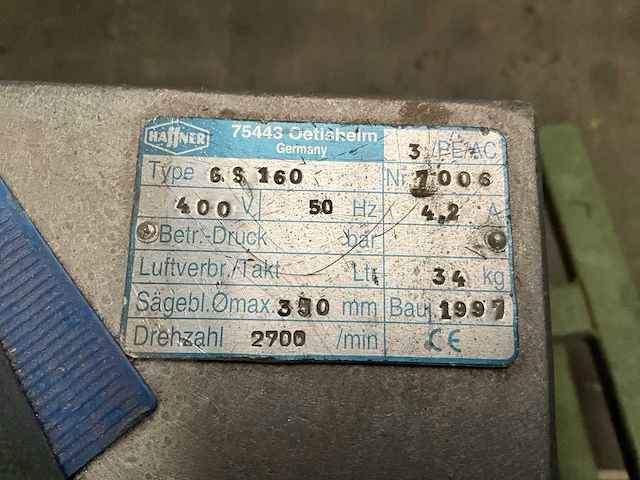 HAFFNER 75443 Oetisheim
Germany 3 /PE/AC
Type GS 160 Nr. 7006
400 V 50 Hz 4,2 A
Betr.-Druck bar
Luftverbr./Takt Ltr. 34 kg
Sägebl.Ømax 350 mm Bauj. 1997
Drehzahl 2700 /min CE